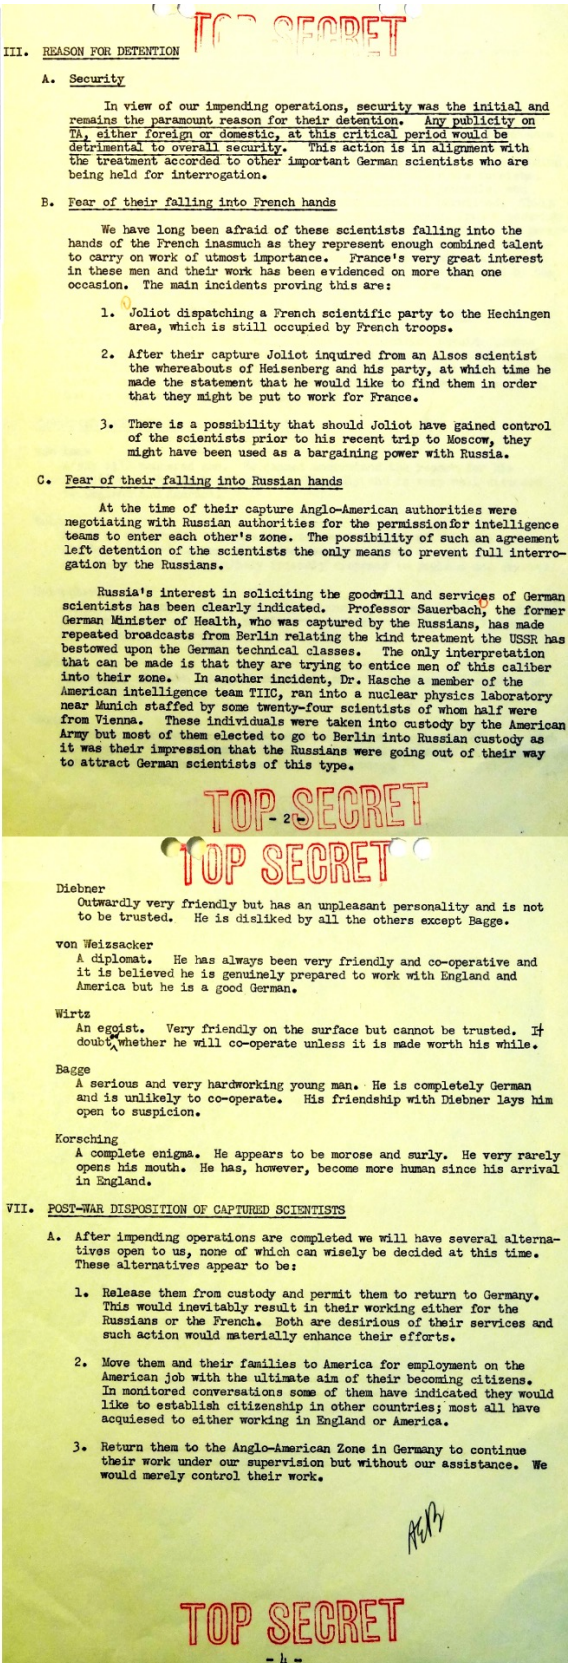 TOP SECRET
III. REASON FOR DETENTION
A. Security
In view of our impending operations, security was the initial and
remains the paramount reason for their detention. Any publicity on
TA, either foreign or domestic, at this critical period would be
detrimental to overall security. This action is in alignment with
the treatment accorded to other important German scientists who are
being held for interrogation.
B. Fear of their falling into French hands
We have long been afraid of these scientists falling into the
hands of the French inasmuch as they represent enough combined talent
to carry on work of utmost importance. France's very great interest
in these men and their work has been evidenced on more than one
occasion. The main incidents proving this are:
1. Joliot dispatching a French scientific party to the Hechingen
area, which is still occupied by French troops.
2. After their capture Joliot inquired from an Alsos scientist
the whereabouts of Heisenberg and his party, at which time he
made the statement that he would like to find them in order
that they might be put to work for France.
3. There is a possibility that should Joliot have gained control
of the scientists prior to his recent trip to Moscow, they
might have been used as a bargaining power with Russia.
C. Fear of their falling into Russian hands
At the time of their capture Anglo-American authorities were
negotiating with Russian authorities for the permission for intelligence
teams to enter each other's zone. The possibility of such an agreement
left detention of the scientists the only means to prevent full interro-
gation by the Russians.
Russia's interest in soliciting the goodwill and services of German
scientists has been clearly indicated. Professor Sauerbach, the former
German Minister of Health, who was captured by the Russians, has made
repeated broadcasts from Berlin relating the kind treatment the USSR has
bestowed upon the German technical classes. The only interpretation
that can be made is that they are trying to entice men of this caliber
into their zone. In another incident, Dr. Hasche a member of the
American intelligence team TIIC, ran into a nuclear physics laboratory
near Munich staffed by some twenty-four scientists of whom half were
from Vienna. These individuals were taken into custody by the American
Army but most of them elected to go to Berlin into Russian custody as
it was their impression that the Russians were going out of their way
to attract German scientists of this type.
TOP SECRET
- 2 -
TOP SECRET
Diebner
Outwardly very friendly but has an unpleasant personality and is not
to be trusted. He is disliked by all the others except Bagge.
von Weizsacker
A diplomat. He has always been very friendly and co-operative and
it is believed he is genuinely prepared to work with England and
America but he is a good German.
Wirtz
An egoist. Very friendly on the surface but cannot be trusted. I
doubt whether he will co-operate unless it is made worth his while.
Bagge
A serious and very hardworking young man. He is completely German
and is unlikely to co-operate. His friendship with Diebner lays him
open to suspicion.
Korsching
A complete enigma. He appears to be morose and surly. He very rarely
opens his mouth. He has, however, become more human since his arrival
in England.
VII. POST-WAR DISPOSITION OF CAPTURED SCIENTISTS
A. After impending operations are completed we will have several alterna-
tives open to us, none of which can wisely be decided at this time.
These alternatives appear to be:
1. Release them from custody and permit them to return to Germany.
This would inevitably result in their working either for the
Russians or the French. Both are desirious of their services and
such action would materially enhance their efforts.
2. Move them and their families to America for employment on the
American job with the ultimate aim of their becoming citizens.
In monitored conversations some of them have indicated they would
like to establish citizenship in other countries; most all have
acquiesed to either working in England or America.
3. Return them to the Anglo-American Zone in Germany to continue
their work under our supervision but without our assistance. We
would merely control their work.
TOP SECRET
- 4 -